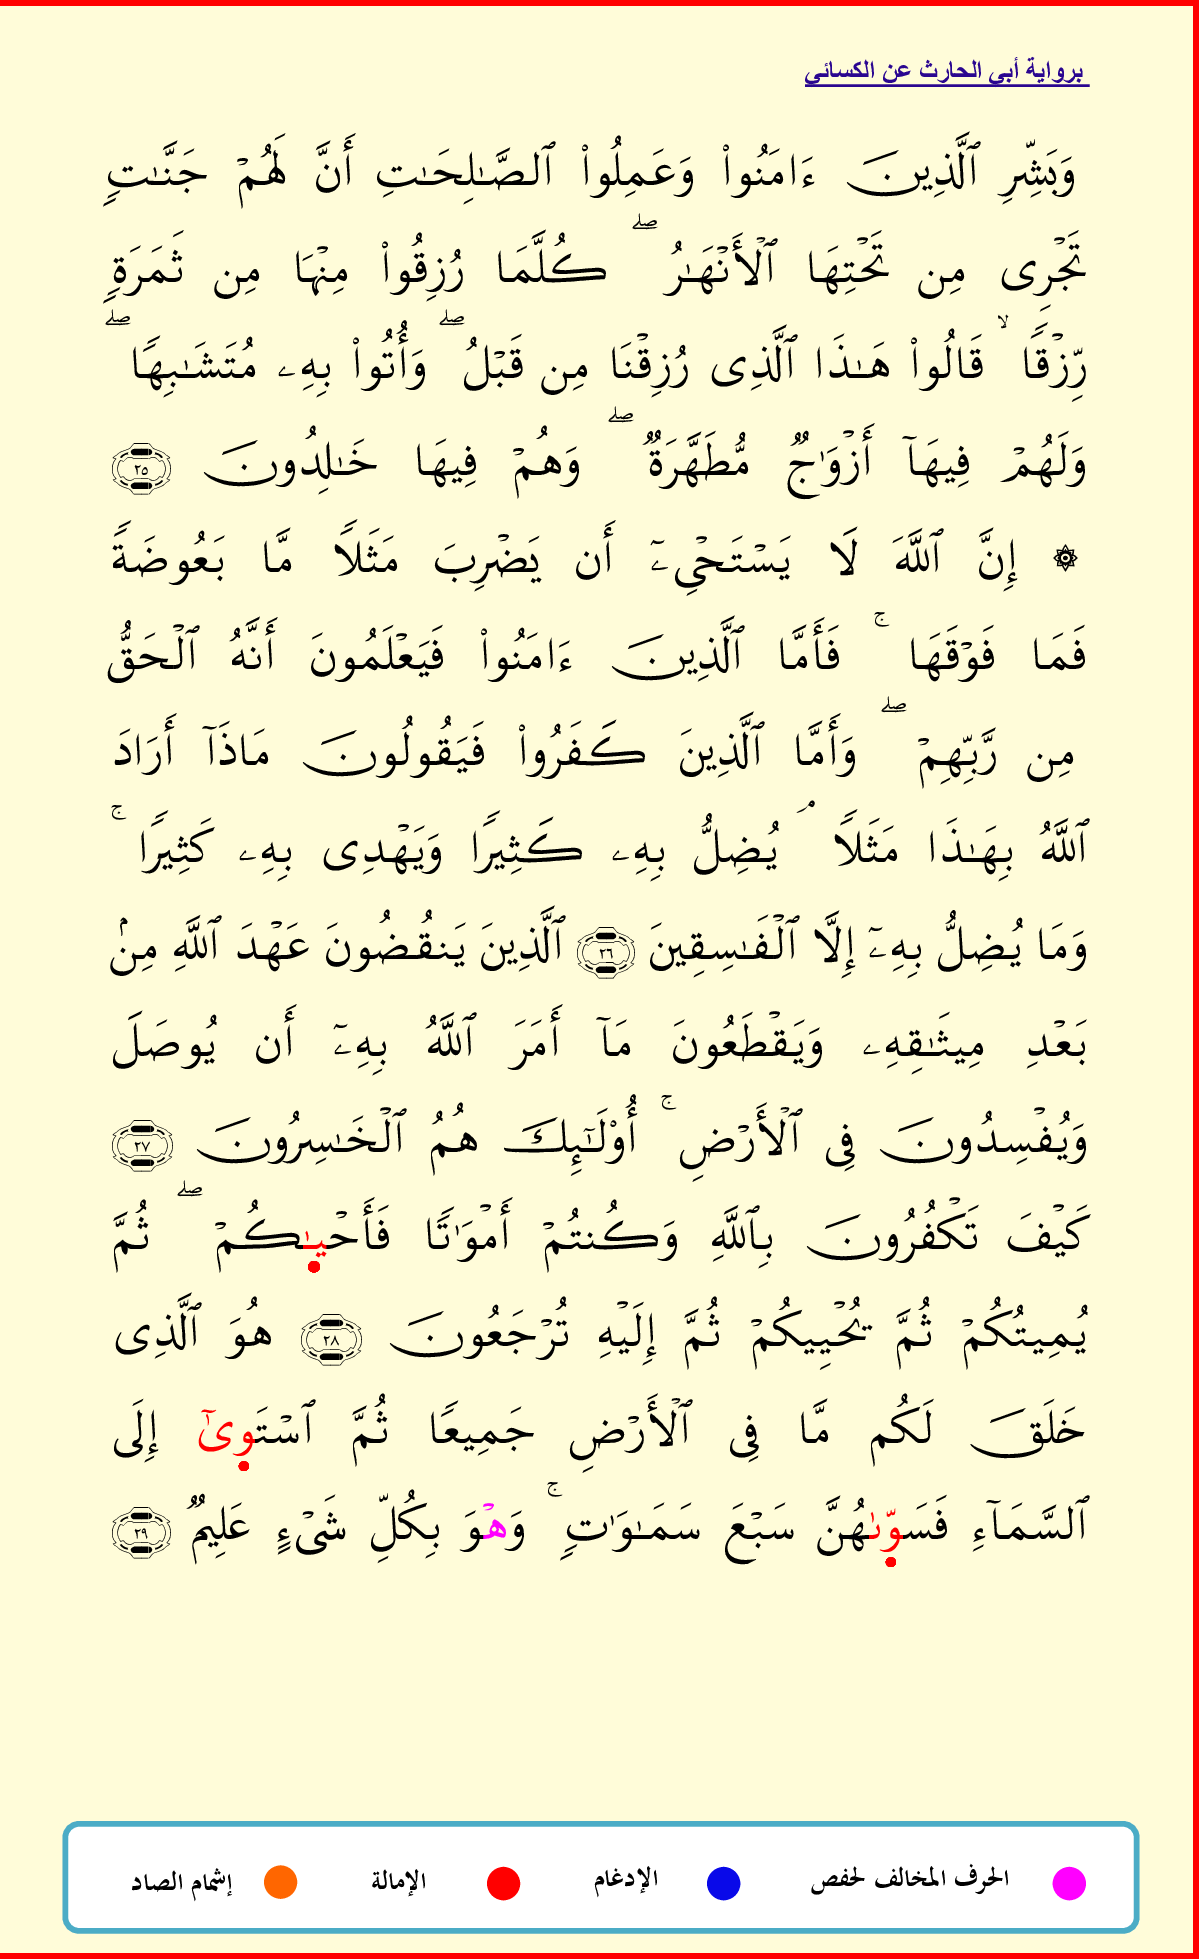 برواية أبي الحارث عن الكسائي
وَبَشِّرِ ٱلَّذِينَ ءَامَنُوا۟ وَعَمِلُوا۟ ٱلصَّـٰلِحَـٰتِ أَنَّ لَهُمْ جَنَّـٰتٍ
تَجْرِى مِن تَحْتِهَا ٱلْأَنْهَـٰرُ ۖ كُلَّمَا رُزِقُوا۟ مِنْهَا مِن ثَمَرَةٍ
رِّزْقًا ۙ قَالُوا۟ هَـٰذَا ٱلَّذِى رُزِقْنَا مِن قَبْلُ ۖ وَأُتُوا۟ بِهِۦ مُتَشَـٰبِهًا ۖ
وَلَهُمْ فِيهَآ أَزْوَٰجٌ مُّطَهَّرَةٌ ۖ وَهُمْ فِيهَا خَـٰلِدُونَ ٢٥
۞ إِنَّ ٱللَّهَ لَا يَسْتَحْىِۦٓ أَن يَضْرِبَ مَثَلًا مَّا بَعُوضَةً
فَمَا فَوْقَهَا ۚ فَأَمَّا ٱلَّذِينَ ءَامَنُوا۟ فَيَعْلَمُونَ أَنَّهُ ٱلْحَقُّ
مِن رَّبِّهِمْ ۖ وَأَمَّا ٱلَّذِينَ كَفَرُوا۟ فَيَقُولُونَ مَاذَآ أَرَادَ
ٱللَّهُ بِهَـٰذَا مَثَلًا ۘ يُضِلُّ بِهِۦ كَثِيرًا وَيَهْدِى بِهِۦ كَثِيرًا ۚ
وَمَا يُضِلُّ بِهِۦٓ إِلَّا ٱلْفَـٰسِقِينَ ٢٦ ٱلَّذِينَ يَنقُضُونَ عَهْدَ ٱللَّهِ مِنۢ
بَعْدِ مِيثَـٰقِهِۦ وَيَقْطَعُونَ مَآ أَمَرَ ٱللَّهُ بِهِۦٓ أَن يُوصَلَ
وَيُفْسِدُونَ فِى ٱلْأَرْضِ ۚ أُو۟لَـٰٓئِكَ هُمُ ٱلْخَـٰسِرُونَ ٢٧
كَيْفَ تَكْفُرُونَ بِٱللَّهِ وَكُنتُمْ أَمْوَٰتًا فَأَحْيـٰكُمْ ۖ ثُمَّ
يُمِيتُكُمْ ثُمَّ يُحْيِيكُمْ ثُمَّ إِلَيْهِ تُرْجَعُونَ ٢٨ هُوَ ٱلَّذِى
خَلَقَ لَكُم مَّا فِى ٱلْأَرْضِ جَمِيعًا ثُمَّ ٱسْتَوىٰٓ إِلَى
ٱلسَّمَآءِ فَسَوّىٰهُنَّ سَبْعَ سَمَـٰوَٰتٍ ۚ وَهْوَ بِكُلِّ شَىْءٍ عَلِيمٌ ٢٩
الحرف المخالف لحفص الإدغام الإمالة إشمام الصاد